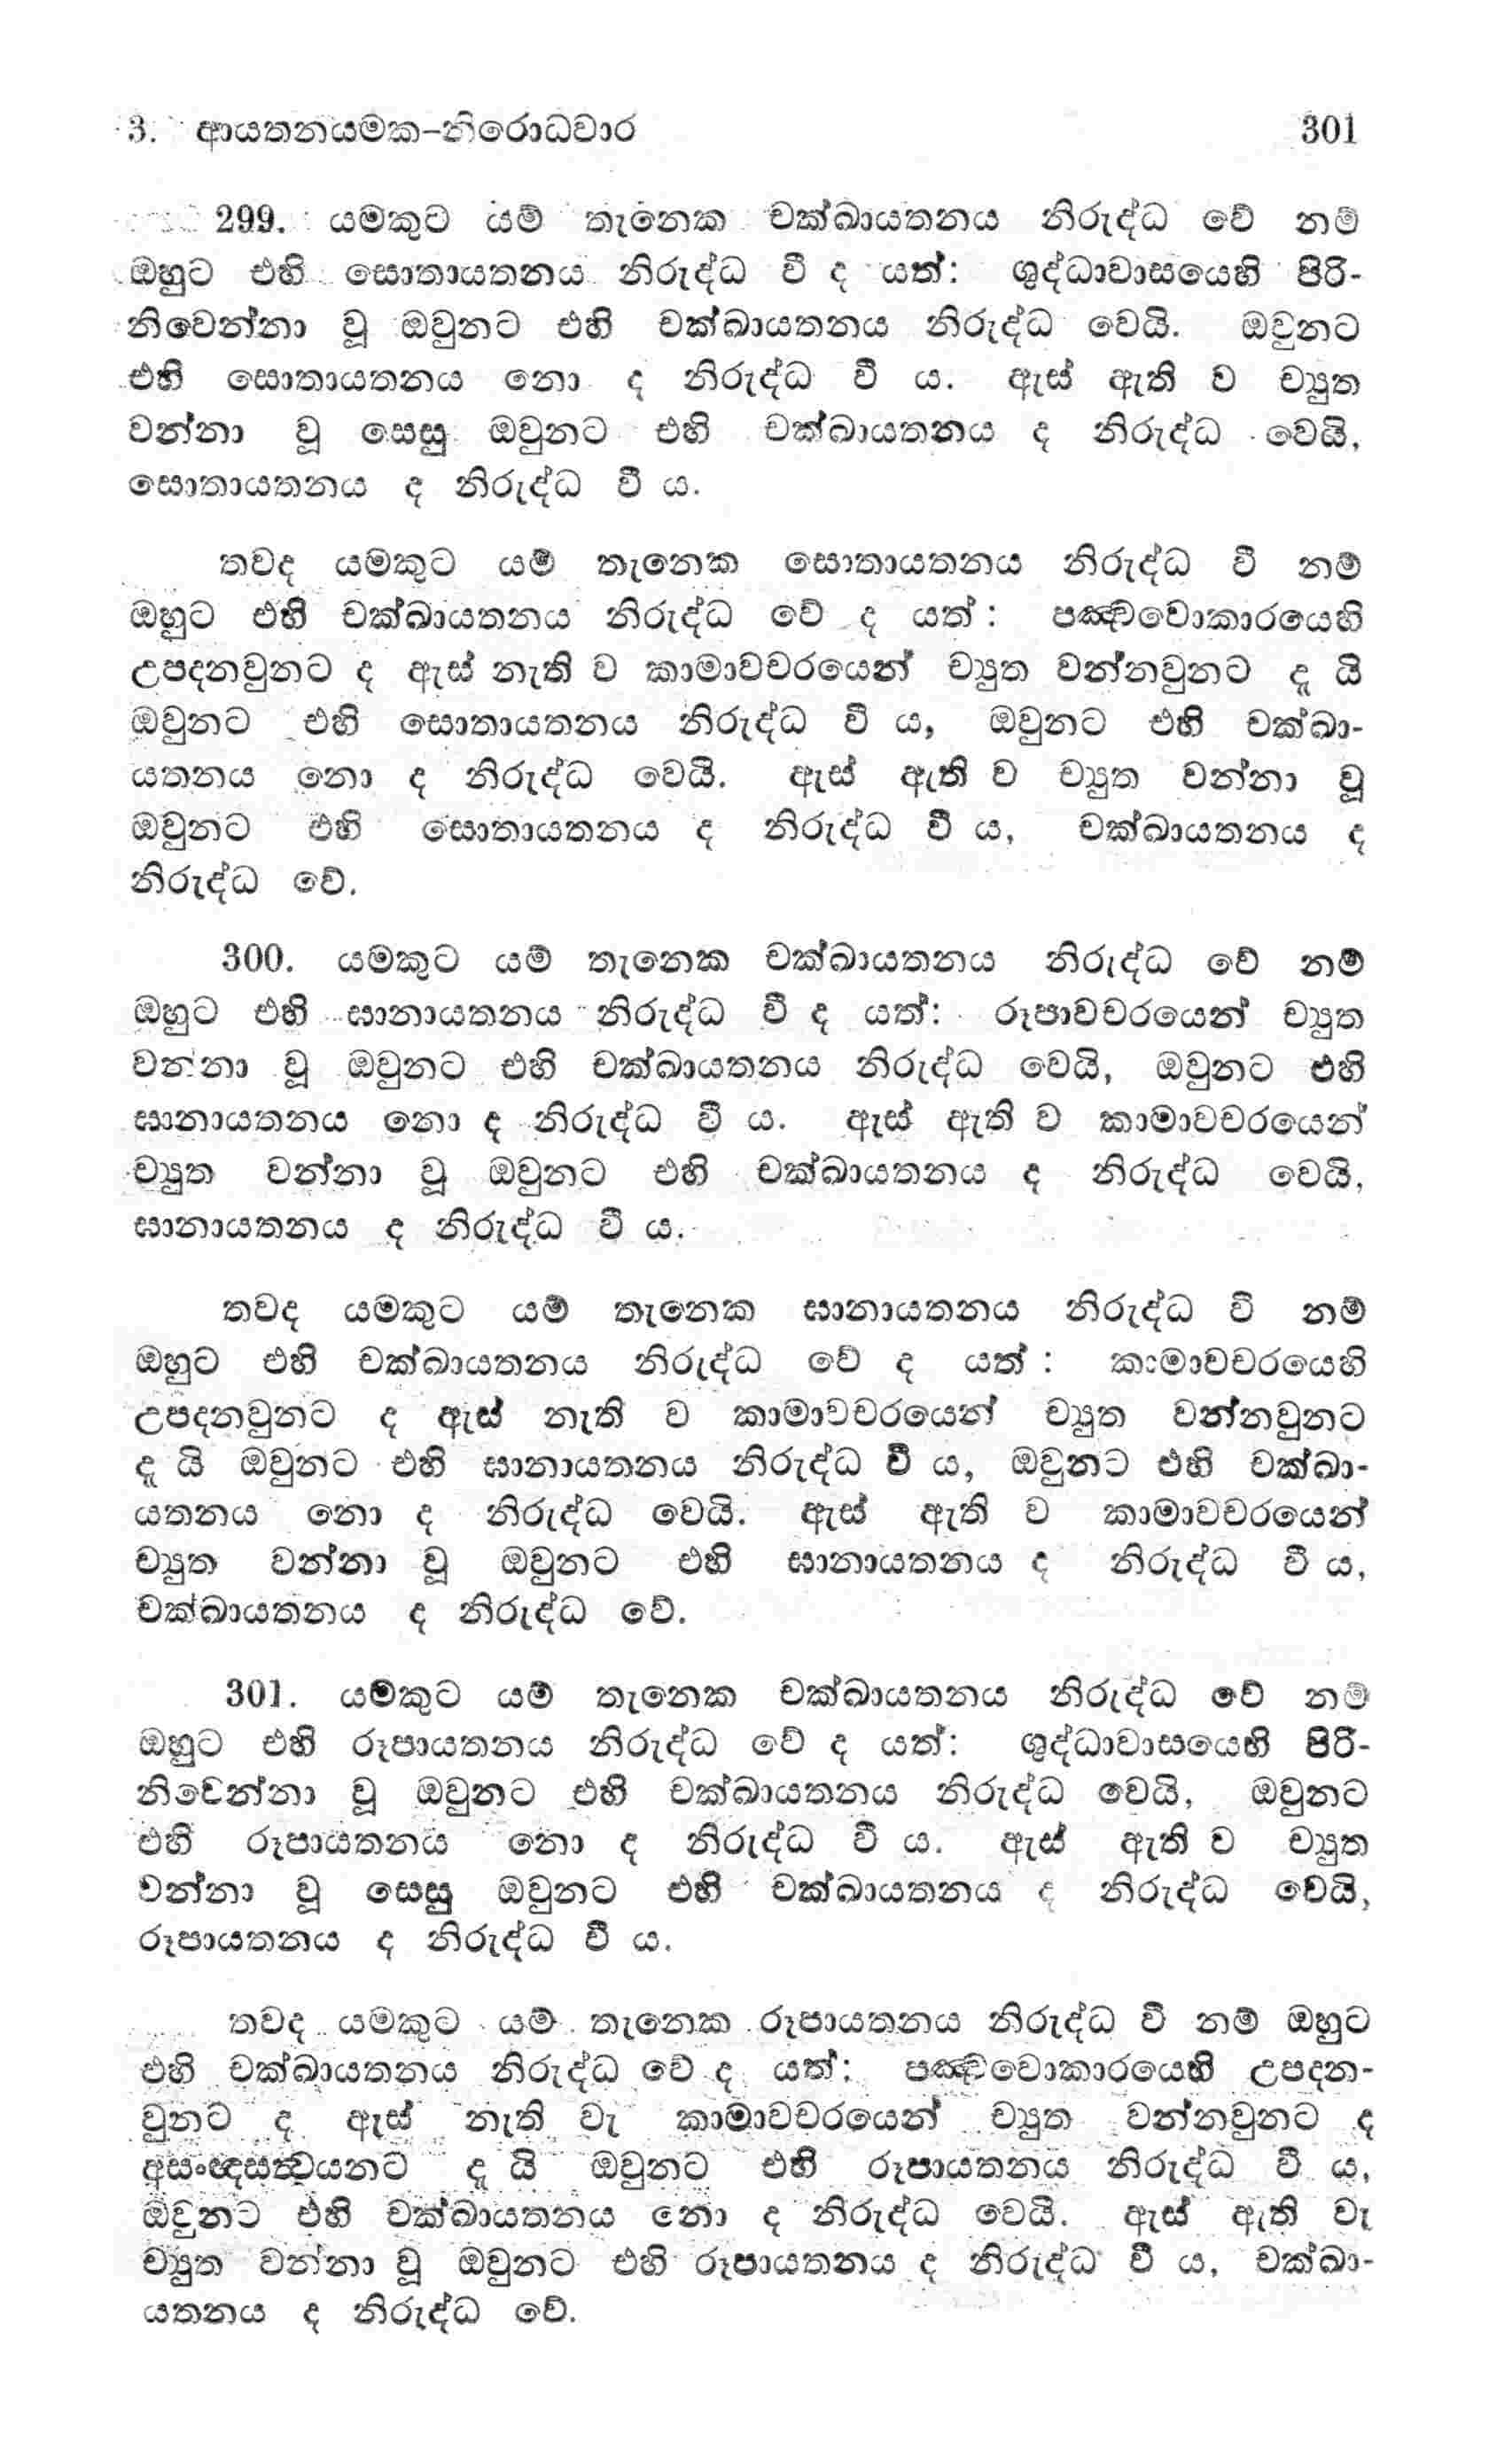 3. ආයතනයමක-නිරොධවාර 301
299. යමකුට යම් තැනෙක චක්ඛායතනය නිරුද්ධ වේ නම්
ඔහුට එහි සොතායතනය නිරුද්ධ වී ද යත්: ශුද්ධාවාසයෙහි පිරි-
නිවෙන්නා වූ ඔවුනට එහි චක්ඛායතනය නිරුද්ධ වෙයි. ඔවුනට
එහි සොතායතනය නො ද නිරුද්ධ වී ය. ඇස් ඇති ව ච්‍යුත
වන්නා වූ සෙසු ඔවුනට එහි චක්ඛායතනය ද නිරුද්ධ වෙයි,
සොතායතනය ද නිරුද්ධ වී ය.
තවද යමකුට යම් තැනෙක සොතායතනය නිරුද්ධ වී නම්
ඔහුට එහි චක්ඛායතනය නිරුද්ධ වේ ද යත් : පඤ්චවොකාරයෙහි
උපදනවුනට ද ඇස් නැති ව කාමාවචරයෙන් ච්‍යුත වන්නවුනට දැ යි
ඔවුනට එහි සොතායතනය නිරුද්ධ වී ය, ඔවුනට එහි චක්ඛා-
යතනය නො ද නිරුද්ධ වෙයි. ඇස් ඇති ව ච්‍යුත වන්නා වූ
ඔවුනට එහි සොතායතනය ද නිරුද්ධ වී ය, චක්ඛායතනය ද
නිරුද්ධ වේ.
300. යමකුට යම් තැනෙක චක්ඛායතනය නිරුද්ධ වේ නම්
ඔහුට එහි ඝානායතනය නිරුද්ධ වී ද යත්: රූපාවචරයෙන් ච්‍යුත
වන්නා වූ ඔවුනට එහි චක්ඛායතනය නිරුද්ධ වෙයි, ඔවුනට එහි
ඝානායතනය නො ද නිරුද්ධ වී ය. ඇස් ඇති ව කාමාවචරයෙන්
ච්‍යුත වන්නා වූ ඔවුනට එහි චක්ඛායතනය ද නිරුද්ධ වෙයි,
ඝානායතනය ද නිරුද්ධ වී ය.
තවද යමකුට යම් තැනෙක ඝානායතනය නිරුද්ධ වි නම්
ඔහුට එහි චක්ඛායතනය නිරුද්ධ වේ ද යත් : කාමාවචරයෙහි
උපදනවුනට ද ඇස් නැති ව කාමාවචරයෙන් ච්‍යුත වන්නවුනට
දැ යි ඔවුනට එහි ඝානායතනය නිරුද්ධ වී ය, ඔවුනට එහි චක්ඛා-
යතනය නො ද නිරුද්ධ වෙයි. ඇස් ඇති ව කාමාවචරයෙන්
ච්‍යුත වන්නා වූ ඔවුනට එහි ඝානායතනය ද නිරුද්ධ වී ය,
චක්ඛායතනය ද නිරුද්ධ වේ.
301. යමකුට යම් තැනෙක චක්ඛායතනය නිරුද්ධ වේ නම්
ඔහුට එහි රූපායතනය නිරුද්ධ වේ ද යත්: ශුද්ධාවාසයෙහි පිරි-
නිවෙන්නා වූ ඔවුනට එහි චක්ඛායතනය නිරුද්ධ වෙයි, ඔවුනට
එහි රූපායතනය නො ද නිරුද්ධ වී ය. ඇස් ඇති ව ච්‍යුත
වන්නා වූ සෙසු ඔවුනට එහි චක්ඛායතනය ද නිරුද්ධ වෙයි,
රූපායතනය ද නිරුද්ධ වී ය.
තවද යමකුට යම් තැනෙක රූපායතනය නිරුද්ධ වී නම් ඔහුට
එහි චක්ඛායතනය නිරුද්ධ වේ ද යත්: පඤ්චවොකාරයෙහි උපදන-
වුනට ද ඇස් නැති වැ කාමාවචරයෙන් ච්‍යුත වන්නවුනට ද
අසංඥසත්ත්‍වයනට දැ යි ඔවුනට එහි රූපායතනය නිරුද්ධ වී ය,
ඔවුනට එහි චක්ඛායතනය නො ද නිරුද්ධ වෙයි. ඇස් ඇති වැ
ච්‍යුත වන්නා වූ ඔවුනට එහි රූපායතනය ද නිරුද්ධ වී ය, චක්ඛා-
යතනය ද නිරුද්ධ වේ.